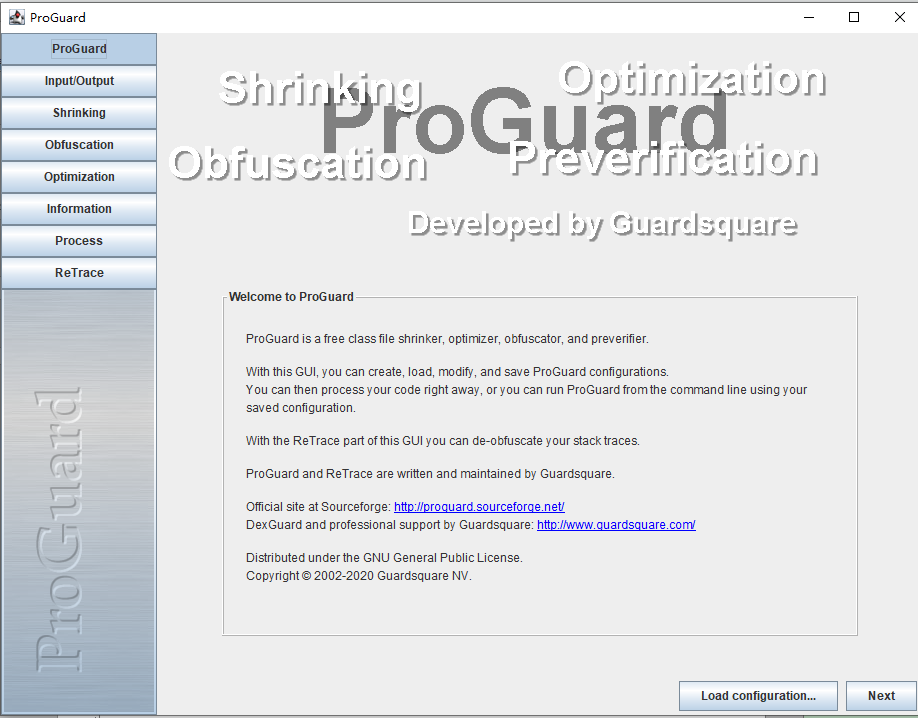 ProGuard
ProGuard
Input/Output
Shrinking
Obfuscation
Optimization
Information
Process
ReTrace
ProGuard
Shrinking
Optimization
ProGuard
Obfuscation
Preverification
Developed by Guardsquare
Welcome to ProGuard
ProGuard is a free class file shrinker, optimizer, obfuscator, and preverifier.
With this GUI, you can create, load, modify, and save ProGuard configurations.
You can then process your code right away, or you can run ProGuard from the command line using your
saved configuration.
With the ReTrace part of this GUI you can de-obfuscate your stack traces.
ProGuard and ReTrace are written and maintained by Guardsquare.
Official site at Sourceforge: http://proguard.sourceforge.net/
DexGuard and professional support by Guardsquare: http://www.guardsquare.com/
Distributed under the GNU General Public License.
Copyright © 2002-2020 Guardsquare NV.
Load configuration...
Next